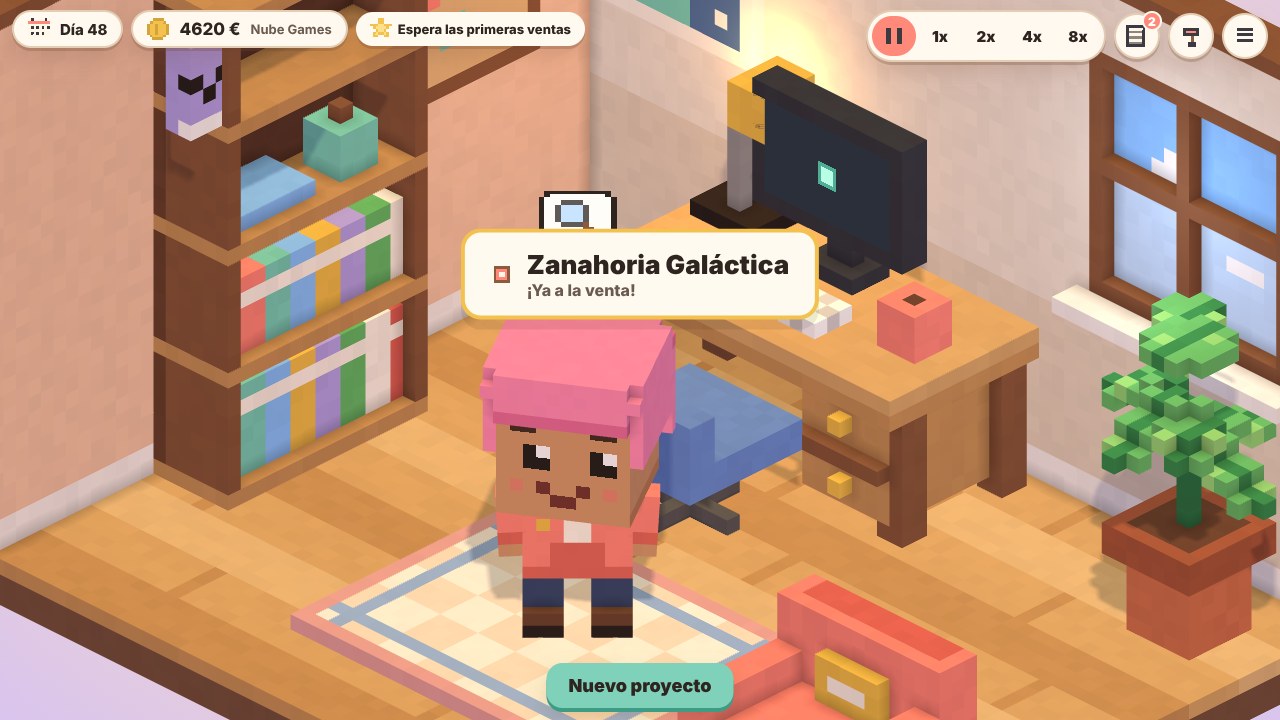 Día 48
4620 €
Nube Games
Espera las primeras ventas
1x
2x
4x
8x
2
Zanahoria Galáctica
¡Ya a la venta!
Nuevo proyecto